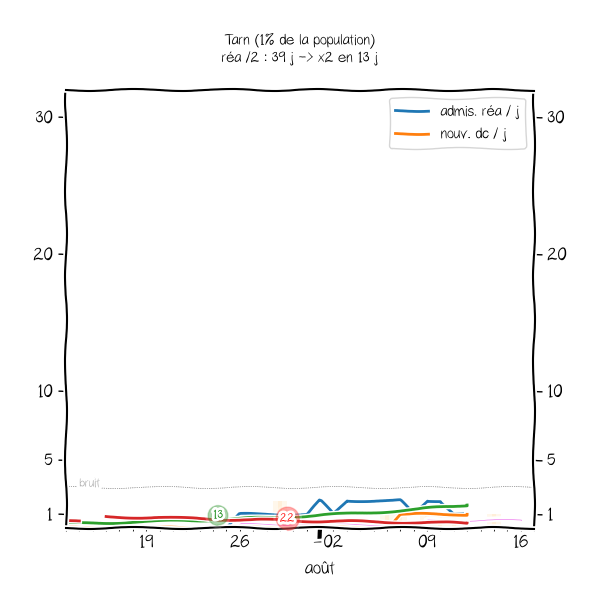 Tarn (1% de la population)
réa /2 : 39 j -> x2 en 13 j
admis. réa / j
nouv. dc / j
30
30
20
20
10
10
5
5
bruit
1
13
22
1
19
26
02
09
16
août